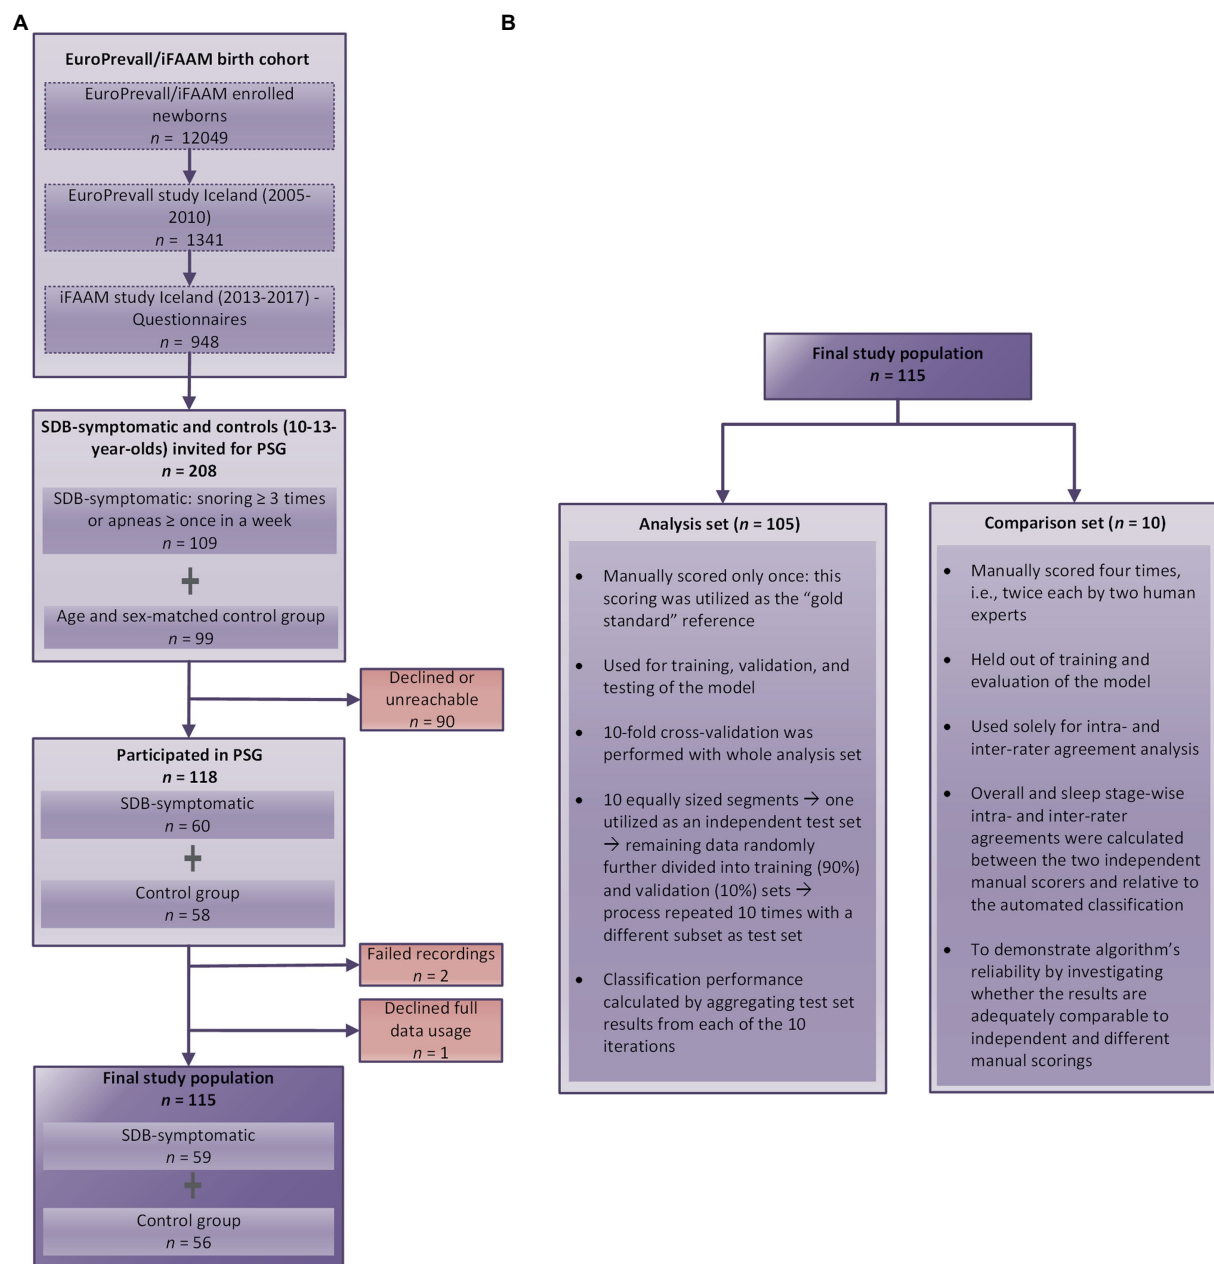 A
EuroPrevall/iFAAM birth cohort
EuroPrevall/iFAAM enrolled
newborns
n = 12049
EuroPrevall study Iceland (2005-
2010)
n = 1341
iFAAM study Iceland (2013-2017) -
Questionnaires
n = 948
SDB-symptomatic and controls (10-13-
year-olds) invited for PSG
n = 208
SDB-symptomatic: snoring ≥ 3 times
or apneas ≥ once in a week
n = 109
+
Age and sex-matched control group
n = 99
Declined or
unreachable
n = 90
Participated in PSG
n = 118
SDB-symptomatic
n = 60
+
Control group
n = 58
Failed recordings
n = 2
Declined full
data usage
n = 1
Final study population
n = 115
SDB-symptomatic
n = 59
+
Control group
n = 56
B
Final study population
n = 115
Analysis set (n = 105)
• Manually scored only once: this
scoring was utilized as the “gold
standard” reference
• Used for training, validation, and
testing of the model
• 10-fold cross-validation was
performed with whole analysis set
• 10 equally sized segments → one
utilized as an independent test set
→ remaining data randomly
further divided into training (90%)
and validation (10%) sets →
process repeated 10 times with a
different subset as test set
• Classification performance
calculated by aggregating test set
results from each of the 10
iterations
Comparison set (n = 10)
• Manually scored four times,
i.e., twice each by two human
experts
• Held out of training and
evaluation of the model
• Used solely for intra- and
inter-rater agreement analysis
• Overall and sleep stage-wise
intra- and inter-rater
agreements were calculated
between the two independent
manual scorers and relative to
the automated classification
• To demonstrate algorithm’s
reliability by investigating
whether the results are
adequately comparable to
independent and different
manual scorings